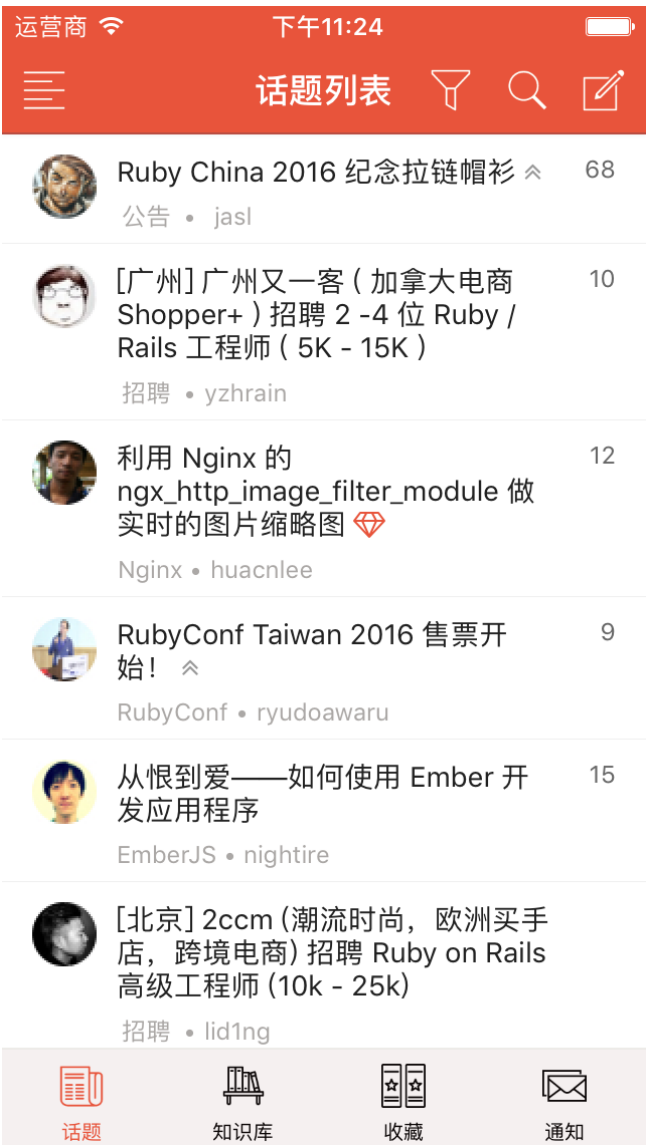 运营商 下午11:24
话题列表
Ruby China 2016 纪念拉链帽衫 68
公告 • jasl
[广州] 广州又一客 ( 加拿大电商 10
Shopper+ ) 招聘 2 -4 位 Ruby /
Rails 工程师 ( 5K - 15K )
招聘 • yzhrain
利用 Nginx 的 12
ngx_http_image_filter_module 做
实时的图片缩略图
Nginx • huacnlee
RubyConf Taiwan 2016 售票开 9
始！
RubyConf • ryudoawaru
从恨到爱——如何使用 Ember 开 15
发应用程序
EmberJS • nightire
[北京] 2ccm (潮流时尚，欧洲买手
店，跨境电商) 招聘 Ruby on Rails
高级工程师 (10k - 25k)
招聘 • lid1ng
话题 知识库 收藏 通知